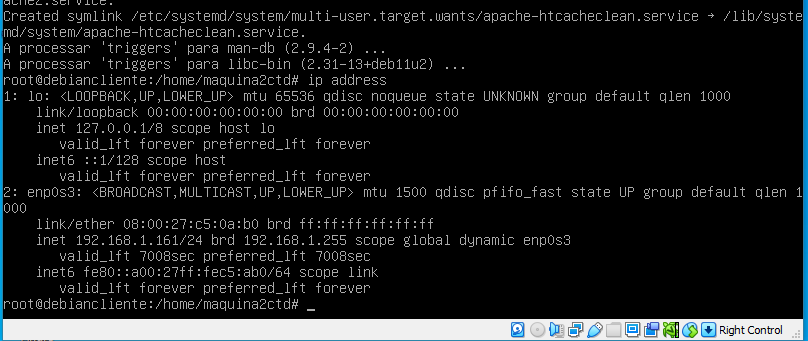 ache2.service.
Created symlink /etc/systemd/system/multi-user.target.wants/apache-htcacheclean.service → /lib/syste
md/system/apache-htcacheclean.service.
A processar 'triggers' para man-db (2.9.4-2) ...
A processar 'triggers' para libc-bin (2.31-13+deb11u2) ...
root@debiancliente:/home/maquina2ctd# ip address
1: lo: <LOOPBACK,UP,LOWER_UP> mtu 65536 qdisc noqueue state UNKNOWN group default qlen 1000
    link/loopback 00:00:00:00:00:00 brd 00:00:00:00:00:00
    inet 127.0.0.1/8 scope host lo
       valid_lft forever preferred_lft forever
    inet6 ::1/128 scope host
       valid_lft forever preferred_lft forever
2: enp0s3: <BROADCAST,MULTICAST,UP,LOWER_UP> mtu 1500 qdisc pfifo_fast state UP group default qlen 1
000
    link/ether 08:00:27:c5:0a:b0 brd ff:ff:ff:ff:ff:ff
    inet 192.168.1.161/24 brd 192.168.1.255 scope global dynamic enp0s3
       valid_lft 7008sec preferred_lft 7008sec
    inet6 fe80::a00:27ff:fec5:ab0/64 scope link
       valid_lft forever preferred_lft forever
root@debiancliente:/home/maquina2ctd# _
Right Control